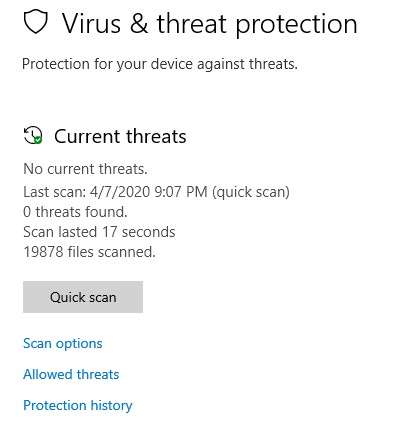 Virus & threat protection
Protection for your device against threats.
Current threats
No current threats.
Last scan: 4/7/2020 9:07 PM (quick scan)
0 threats found.
Scan lasted 17 seconds
19878 files scanned.
Quick scan
Scan options
Allowed threats
Protection history